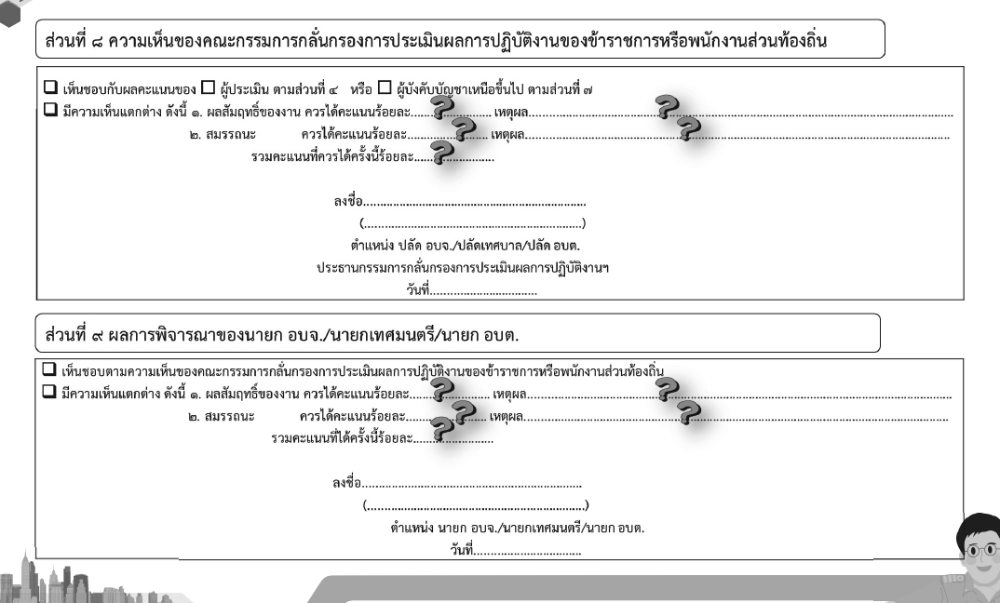 ส่วนที่ ๘ ความเห็นของคณะกรรมการกลั่นกรองการประเมินผลการปฏิบัติงานของข้าราชการหรือพนักงานส่วนท้องถิ่น
❑ เห็นชอบกับผลคะแนนของ ☐ ผู้ประเมิน ตามส่วนที่ ๔ หรือ ☐ ผู้บังคับบัญชาเหนือขึ้นไป ตามส่วนที่ ๗
❑ มีความเห็นแตกต่าง ดังนี้ ๑. ผลสัมฤทธิ์ของงาน ควรได้คะแนนร้อยละ.....?............ เหตุผล..............................?..............................
๒. สมรรถนะ ควรได้คะแนนร้อยละ............?..... เหตุผล...................................?..............................
รวมคะแนนที่ควรได้ครั้งนี้ร้อยละ.....?...............
ลงชื่อ................................................................
(...............................................................)
ตำแหน่ง ปลัด อบจ./ปลัดเทศบาล/ปลัด อบต.
ประธานกรรมการกลั่นกรองการประเมินผลการปฏิบัติงานฯ
วันที่...............................
ส่วนที่ ๙ ผลการพิจารณาของนายก อบจ./นายกเทศมนตรี/นายก อบต.
❑ เห็นชอบตามความเห็นของคณะกรรมการกลั่นกรองการประเมินผลการปฏิบัติงานของข้าราชการหรือพนักงานส่วนท้องถิ่น
❑ มีความเห็นแตกต่าง ดังนี้ ๑. ผลสัมฤทธิ์ของงาน ควรได้คะแนนร้อยละ.....?............ เหตุผล..............................?..............................
๒. สมรรถนะ ควรได้คะแนนร้อยละ............?..... เหตุผล...................................?..............................
รวมคะแนนที่ได้ครั้งนี้ร้อยละ.....?...............
ลงชื่อ................................................................
(...............................................................)
ตำแหน่ง นายก อบจ./นายกเทศมนตรี/นายก อบต.
วันที่...............................